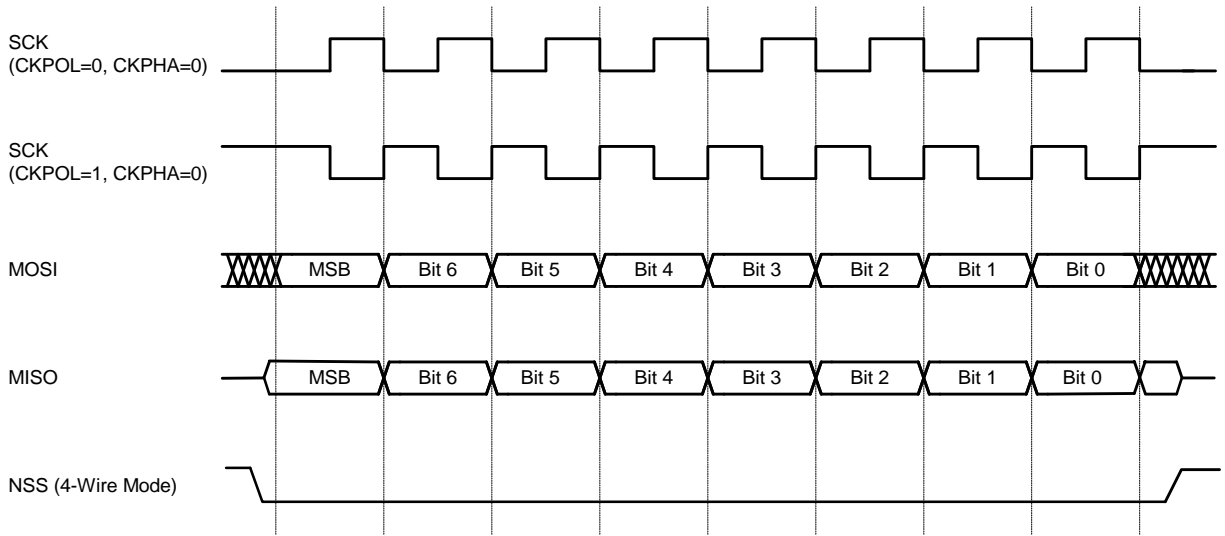 SCK
(CKPOL=0, CKPHA=0)
SCK
(CKPOL=1, CKPHA=0)
MOSI
MSB Bit 6 Bit 5 Bit 4 Bit 3 Bit 2 Bit 1 Bit 0
MISO
MSB Bit 6 Bit 5 Bit 4 Bit 3 Bit 2 Bit 1 Bit 0
NSS (4-Wire Mode)